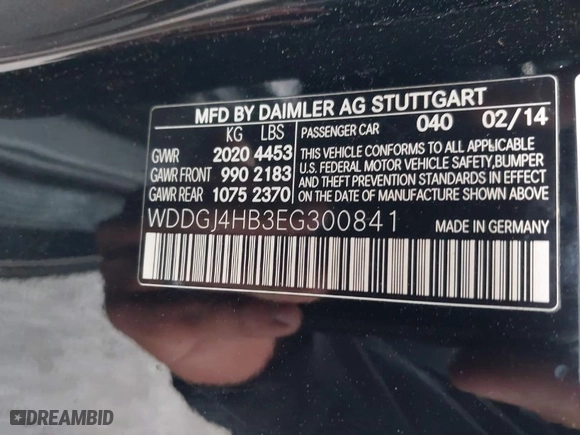 MFD BY DAIMLER AG STUTTGART
KG LBS PASSENGER CAR 040 02/14
GVWR 2020 4453
GAWR FRONT 990 2183
GAWR REAR 1075 2370
THIS VEHICLE CONFORMS TO ALL APPLICABLE
U.S. FEDERAL MOTOR VEHICLE SAFETY,BUMPER
AND THEFT PREVENTION STANDARDS IN EFFECT
ON THE DATE OF MANUFACTURE SHOWN ABOVE.
WDDGJ4HB3EG300841 MADE IN GERMANY
DREAMBID